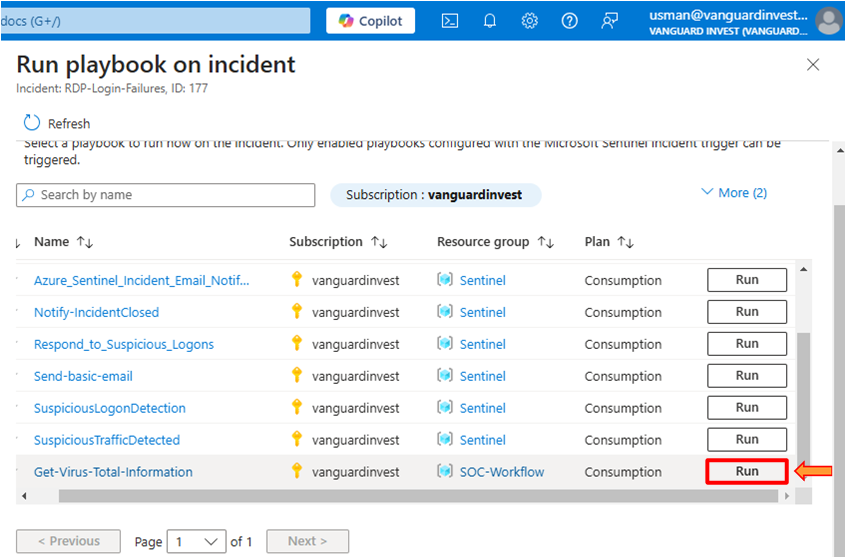 docs (G+/)
Copilot
usman@vanguardinvest...
VANGUARD INVEST (VANGUARD...
Run playbook on incident
Incident: RDP-Login-Failures, ID: 177
Refresh
Select a playbook to run now on the incident. Only enabled playbooks configured with the Microsoft Sentinel incident trigger can be
triggered.
Search by name
Subscription : vanguardinvest
More (2)
Name Subscription Resource group Plan
Azure_Sentinel_Incident_Email_Notif... vanguardinvest Sentinel Consumption Run
Notify-IncidentClosed vanguardinvest Sentinel Consumption Run
Respond_to_Suspicious_Logons vanguardinvest Sentinel Consumption Run
Send-basic-email vanguardinvest Sentinel Consumption Run
SuspiciousLogonDetection vanguardinvest Sentinel Consumption Run
SuspiciousTrafficDetected vanguardinvest Sentinel Consumption Run
Get-Virus-Total-Information vanguardinvest SOC-Workflow Consumption Run
< Previous Page 1 of 1 Next >